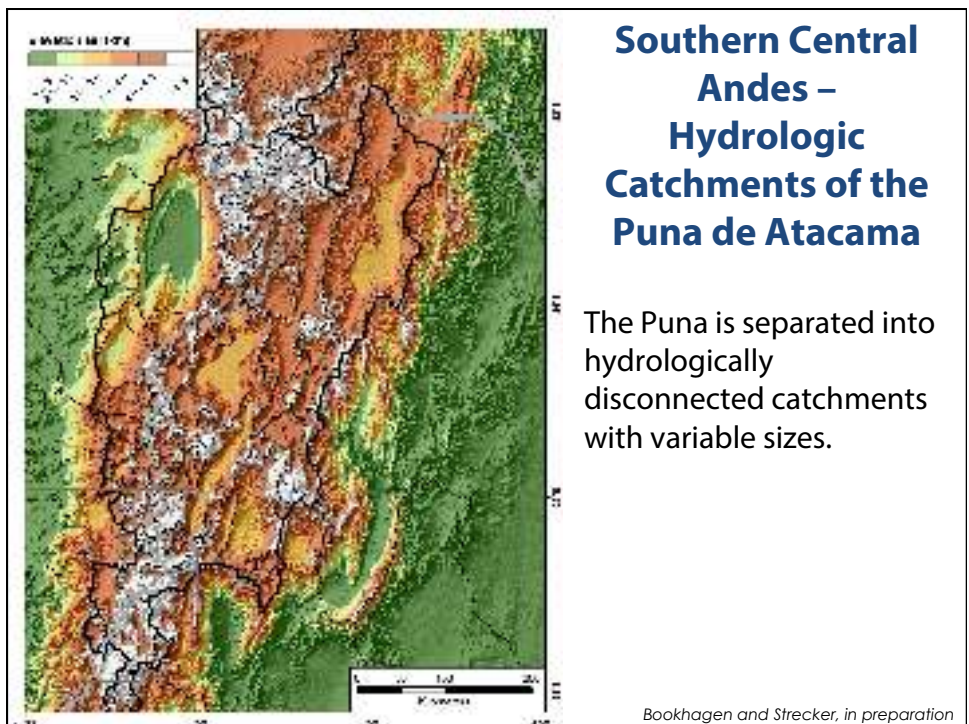 Southern Central
Andes –
Hydrologic
Catchments of the
Puna de Atacama
The Puna is separated into
hydrologically
disconnected catchments
with variable sizes.
Bookhagen and Strecker, in preparation